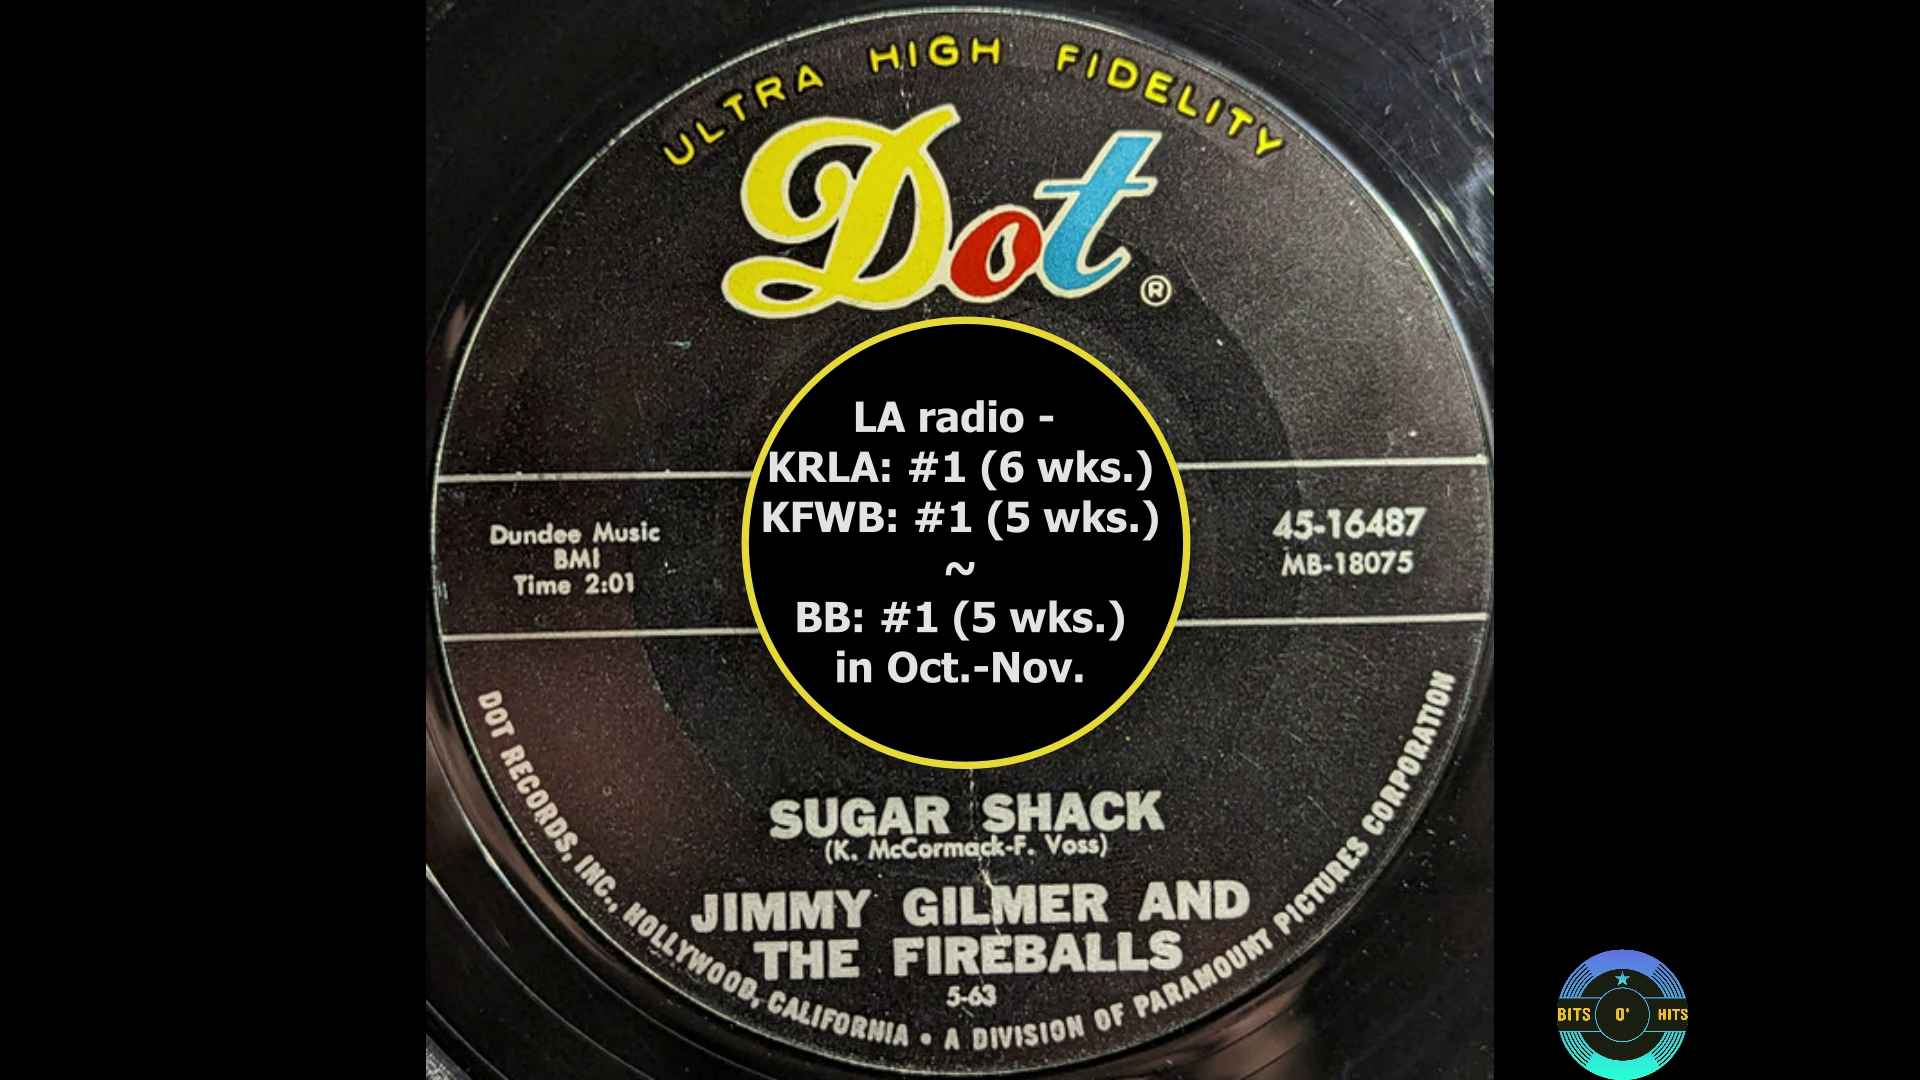 ULTRA HIGH FIDELITY
Dot®
LA radio -
KRLA: #1 (6 wks.)
KFWB: #1 (5 wks.)
~
BB: #1 (5 wks.)
in Oct.-Nov.
Dundee Music
BMI
Time 2:01
45-16487
MB-18075
SUGAR SHACK
(K. McCormack-F. Voss)
JIMMY GILMER AND
THE FIREBALLS
5-63
DOT RECORDS, INC., HOLLYWOOD, CALIFORNIA • A DIVISION OF PARAMOUNT PICTURES CORPORATION
BITS O' HITS